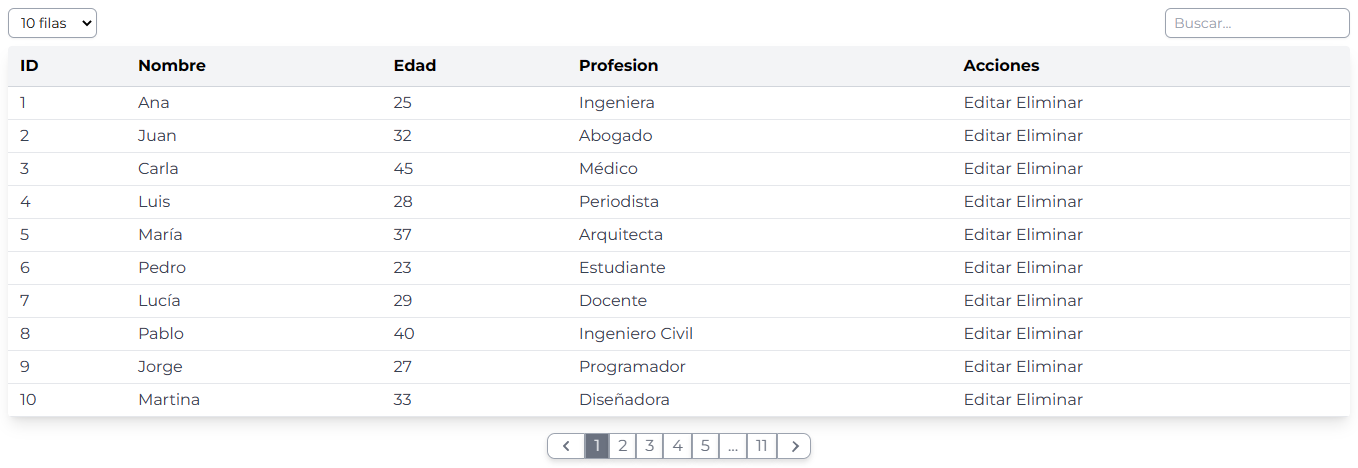 10 filas Buscar...
ID Nombre Edad Profesion Acciones
1 Ana 25 Ingeniera Editar Eliminar
2 Juan 32 Abogado Editar Eliminar
3 Carla 45 Médico Editar Eliminar
4 Luis 28 Periodista Editar Eliminar
5 María 37 Arquitecta Editar Eliminar
6 Pedro 23 Estudiante Editar Eliminar
7 Lucía 29 Docente Editar Eliminar
8 Pablo 40 Ingeniero Civil Editar Eliminar
9 Jorge 27 Programador Editar Eliminar
10 Martina 33 Diseñadora Editar Eliminar
1 2 3 4 5 ... 11